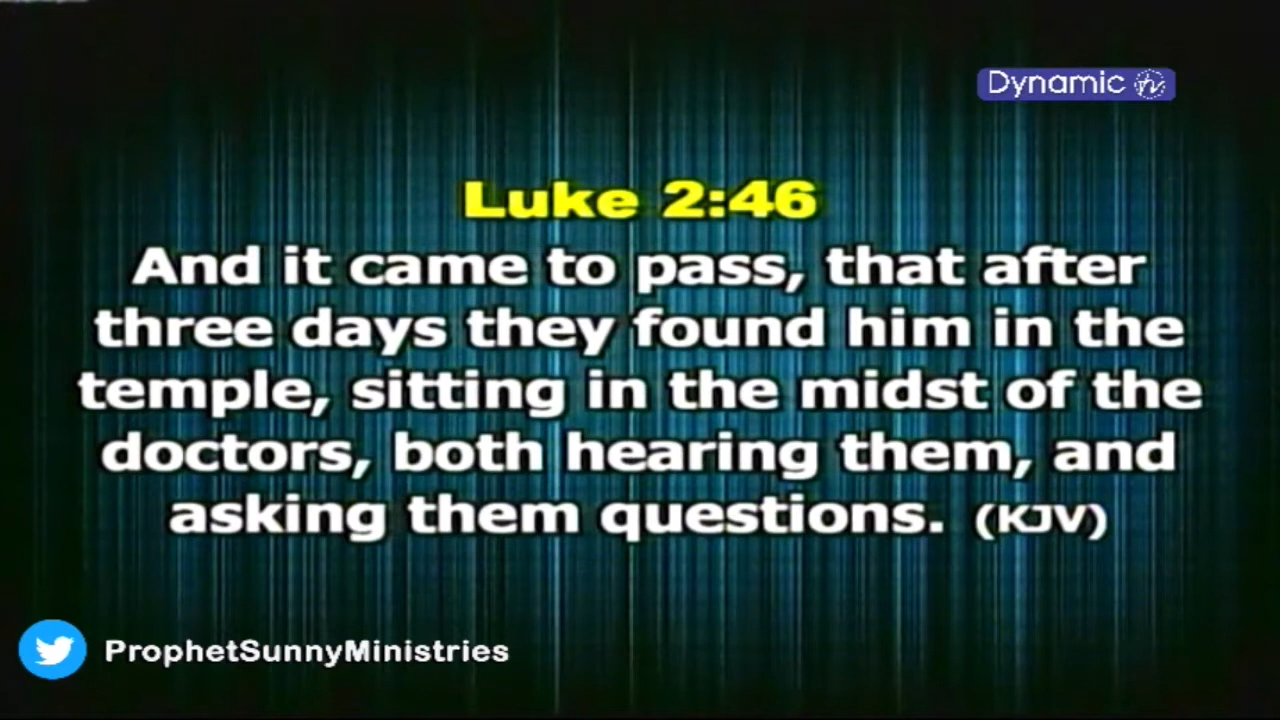 Dynamic tv
Luke 2:46
And it came to pass, that after
three days they found him in the
temple, sitting in the midst of the
doctors, both hearing them, and
asking them questions. (KJV)
ProphetSunnyMinistries